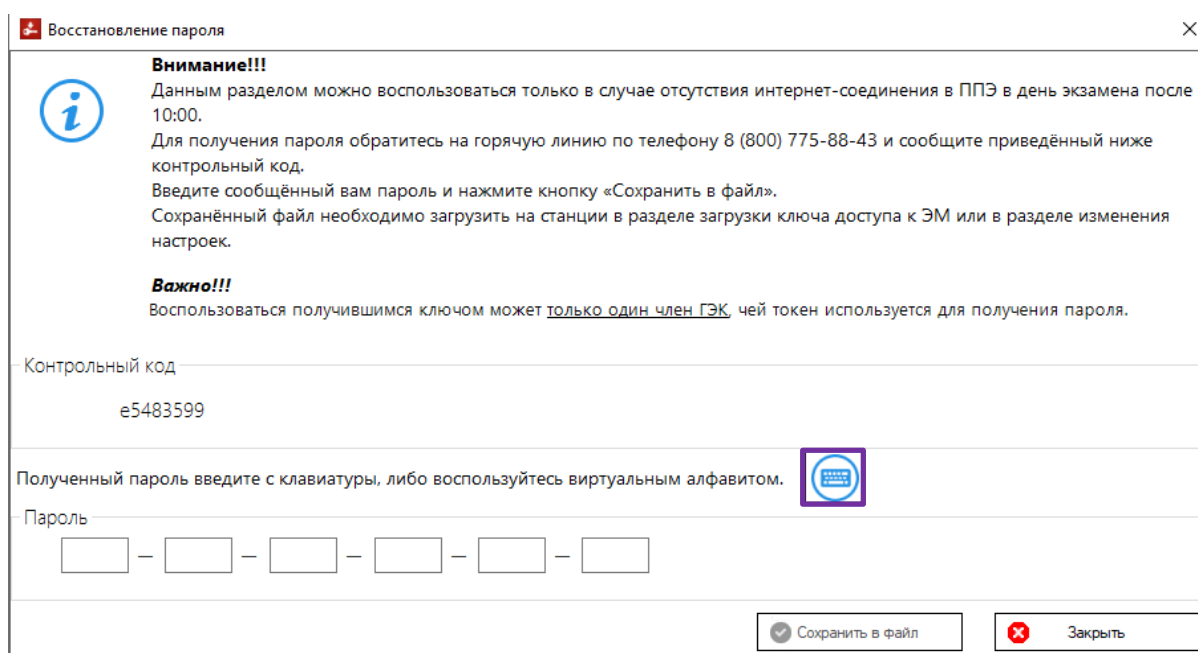 Восстановление пароля
Внимание!!!
Данным разделом можно воспользоваться только в случае отсутствия интернет-соединения в ППЭ в день экзамена после
10:00.
Для получения пароля обратитесь на горячую линию по телефону 8 (800) 775-88-43 и сообщите приведённый ниже
контрольный код.
Введите сообщённый вам пароль и нажмите кнопку «Сохранить в файл».
Сохранённый файл необходимо загрузить на станции в разделе загрузки ключа доступа к ЭМ или в разделе изменения
настроек.
Важно!!!
Воспользоваться получившимся ключом может только один член ГЭК, чей токен используется для получения пароля.
Контрольный код
e5483599
Полученный пароль введите с клавиатуры, либо воспользуйтесь виртуальным алфавитом.
Пароль
— — — — —
Сохранить в файл
Закрыть